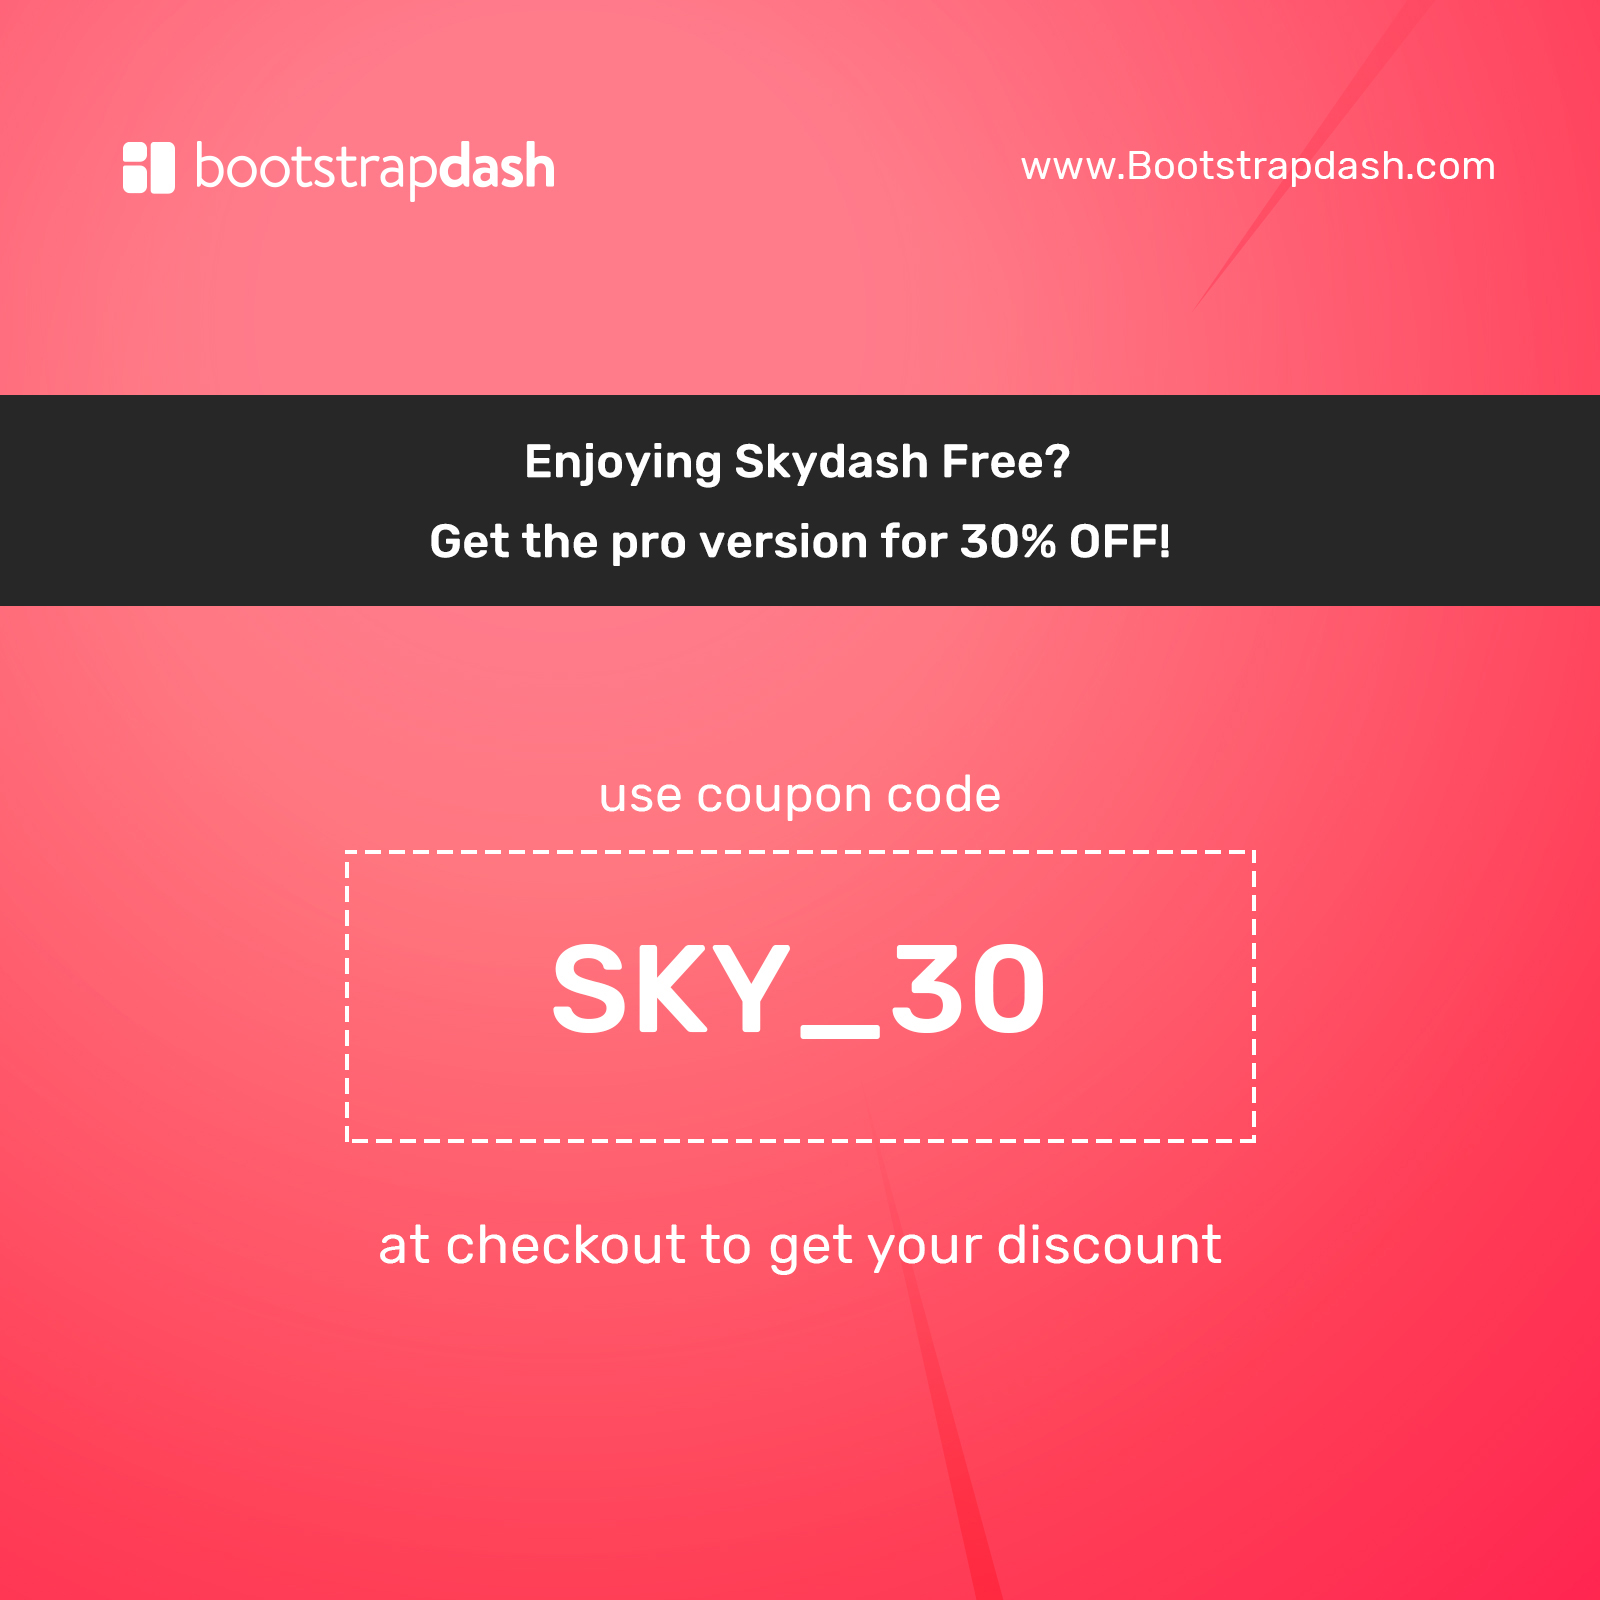 bootstrapdash
www.Bootstrapdash.com
Enjoying Skydash Free?
Get the pro version for 30% OFF!
use coupon code
SKY_30
at checkout to get your discount